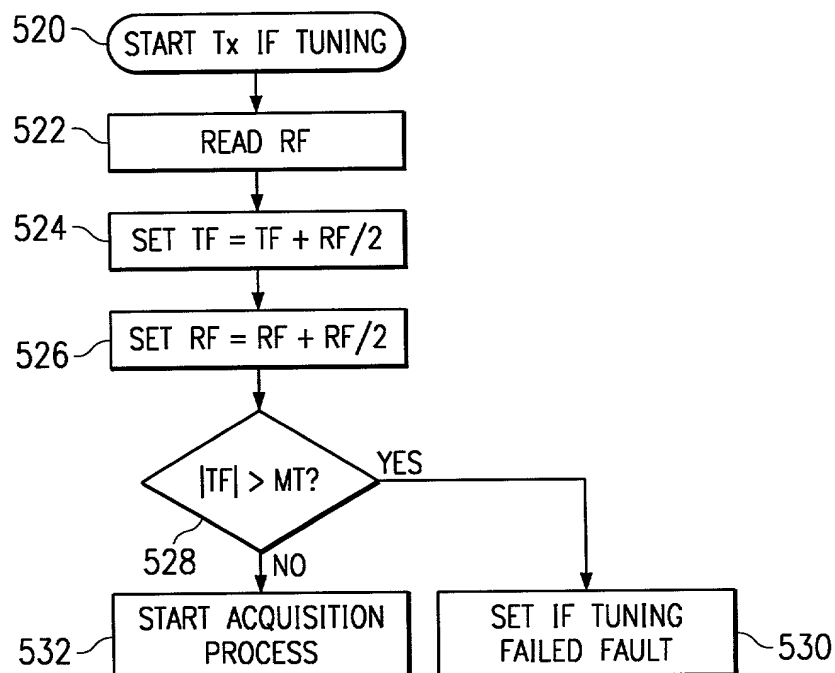 520
START Tx IF TUNING
522
READ RF
524
SET TF = TF + RF/2
526
SET RF = RF + RF/2
|TF| > MT?
YES
528
NO
532
START ACQUISITION
PROCESS
SET IF TUNING
FAILED FAULT
530